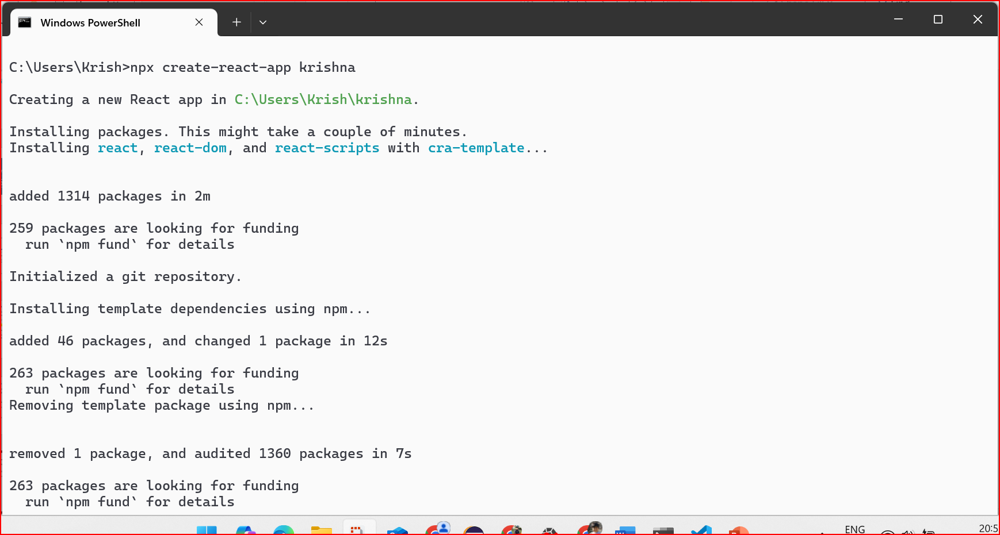 Windows PowerShell
C:\Users\Krish>npx create-react-app krishna
Creating a new React app in C:\Users\Krish\krishna.
Installing packages. This might take a couple of minutes.
Installing react, react-dom, and react-scripts with cra-template...
added 1314 packages in 2m
259 packages are looking for funding
  run `npm fund` for details
Initialized a git repository.
Installing template dependencies using npm...
added 46 packages, and changed 1 package in 12s
263 packages are looking for funding
  run `npm fund` for details
Removing template package using npm...
removed 1 package, and audited 1360 packages in 7s
263 packages are looking for funding
  run `npm fund` for details
ENG